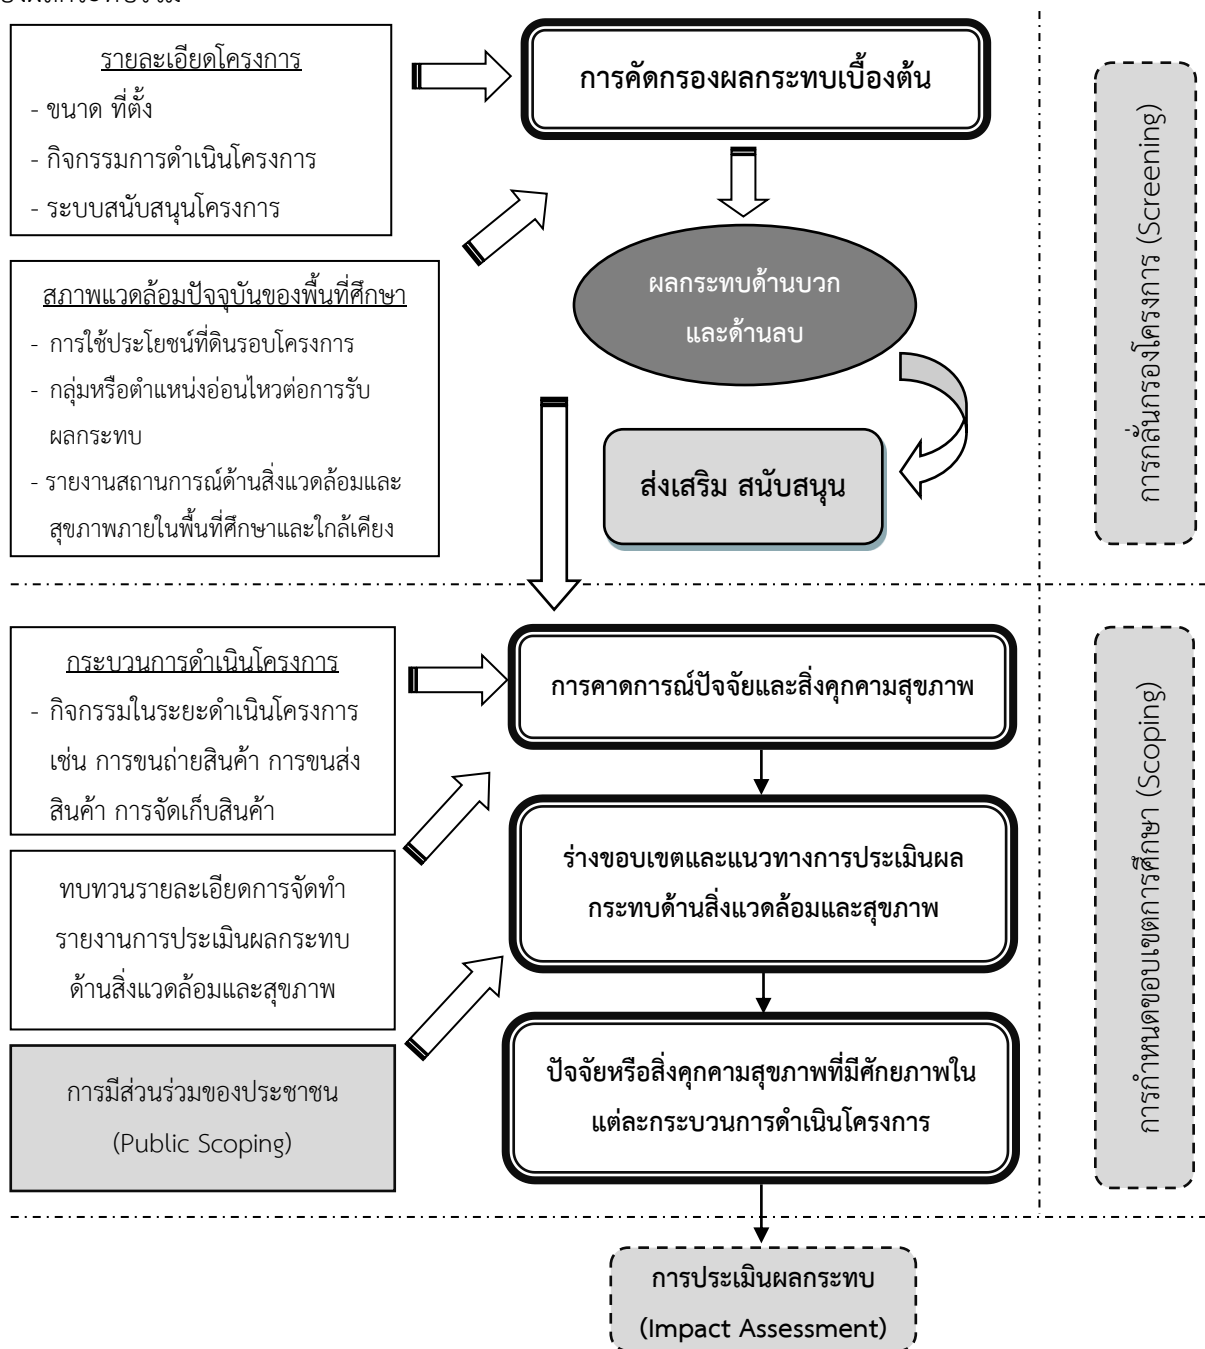 รายละเอียดโครงการ
- ขนาด ที่ตั้ง
- กิจกรรมการดำเนินโครงการ
- ระบบสนับสนุนโครงการ
การคัดกรองผลกระทบเบื้องต้น
สภาพแวดล้อมปัจจุบันของพื้นที่ศึกษา
- การใช้ประโยชน์ที่ดินรอบโครงการ
- กลุ่มหรือตำแหน่งอ่อนไหวต่อการรับ
ผลกระทบ
- รายงานสถานการณ์ด้านสิ่งแวดล้อมและ
สุขภาพภายในพื้นที่ศึกษาและใกล้เคียง
ผลกระทบด้านบวก
และด้านลบ
ส่งเสริม สนับสนุน
การกลั่นกรองโครงการ (Screening)
กระบวนการดำเนินโครงการ
- กิจกรรมในระยะดำเนินโครงการ
เช่น การขนถ่ายสินค้า การขนส่ง
สินค้า การจัดเก็บสินค้า
ทบทวนรายละเอียดการจัดทำ
รายงานการประเมินผลกระทบ
ด้านสิ่งแวดล้อมและสุขภาพ
การมีส่วนร่วมของประชาชน
(Public Scoping)
การคาดการณ์ปัจจัยและสิ่งคุกคามสุขภาพ
ร่างขอบเขตและแนวทางการประเมินผล
กระทบด้านสิ่งแวดล้อมและสุขภาพ
ปัจจัยหรือสิ่งคุกคามสุขภาพที่มีศักยภาพใน
แต่ละกระบวนการดำเนินโครงการ
การกำหนดขอบเขตการศึกษา (Scoping)
การประเมินผลกระทบ
(Impact Assessment)